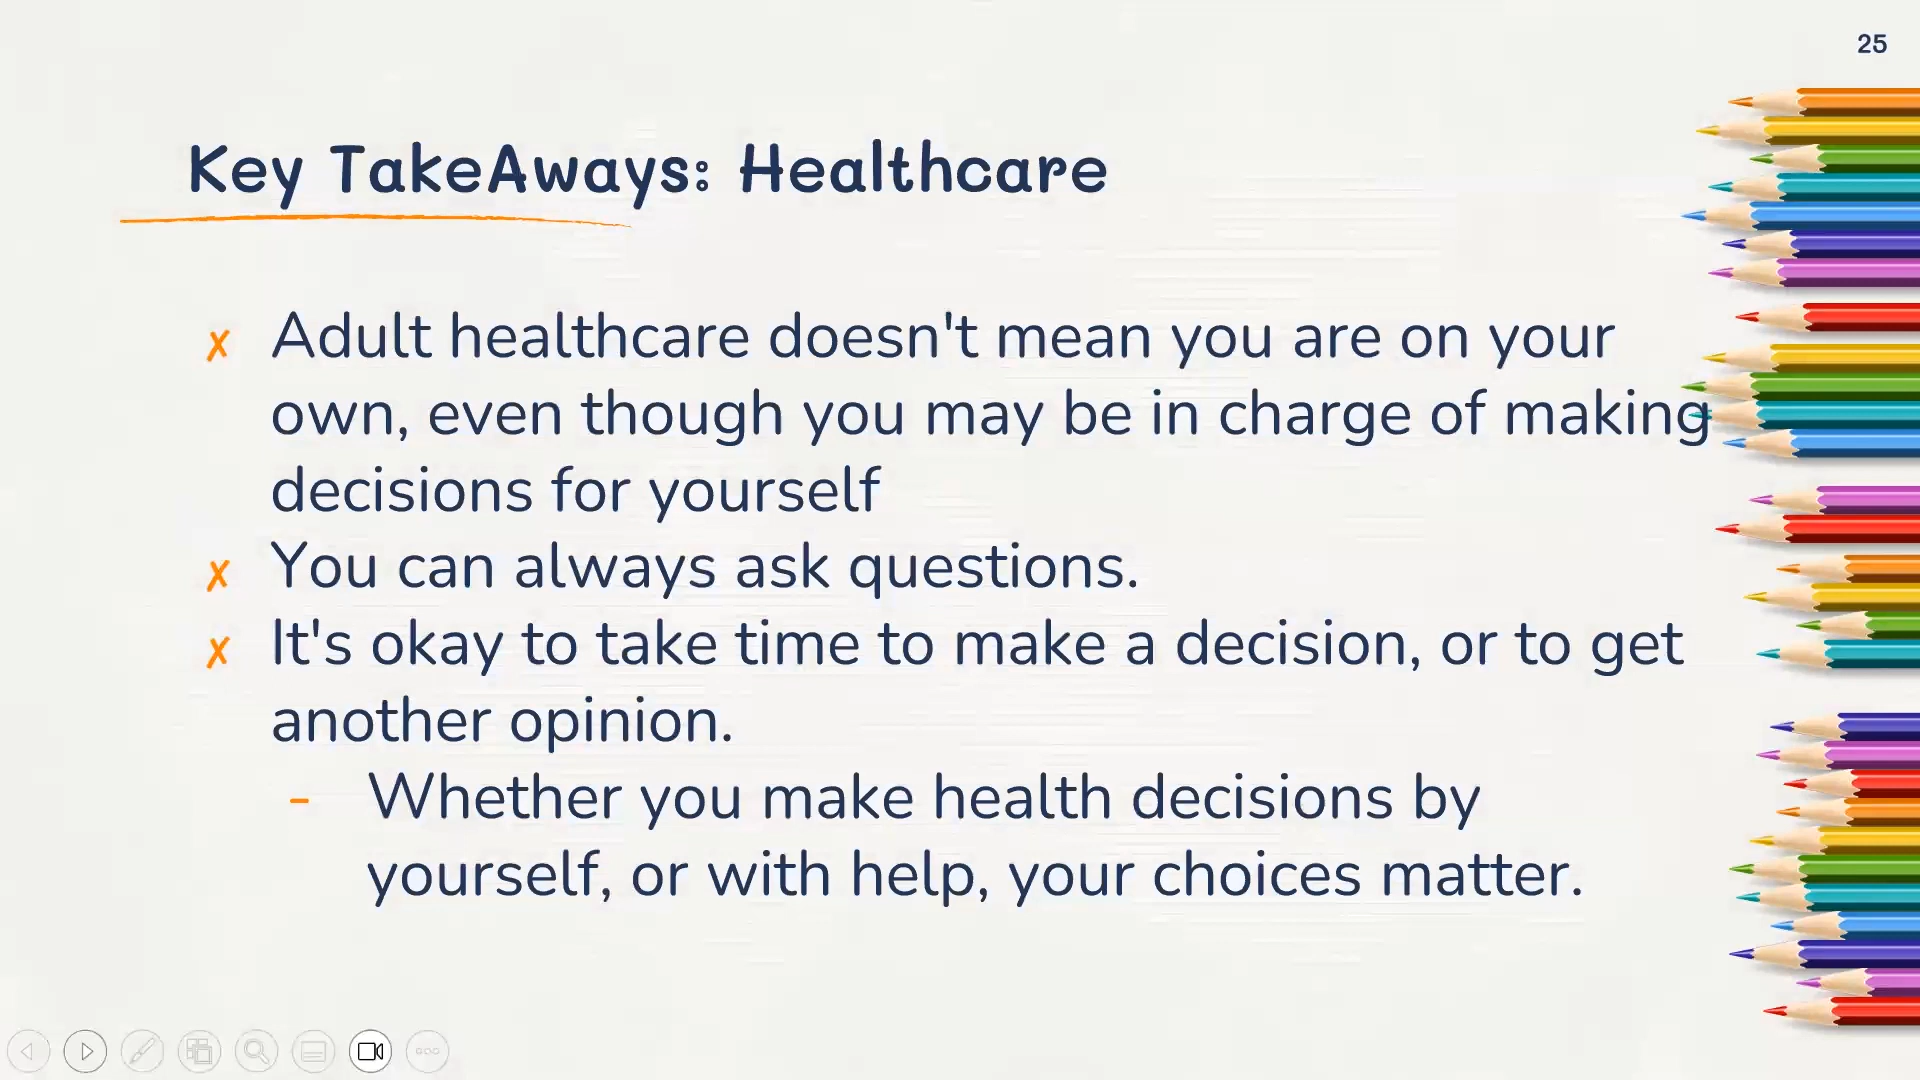 25
Key TakeAways: Healthcare
✗ Adult healthcare doesn't mean you are on your
own, even though you may be in charge of making
decisions for yourself
✗ You can always ask questions.
✗ It's okay to take time to make a decision, or to get
another opinion.
- Whether you make health decisions by
yourself, or with help, your choices matter.